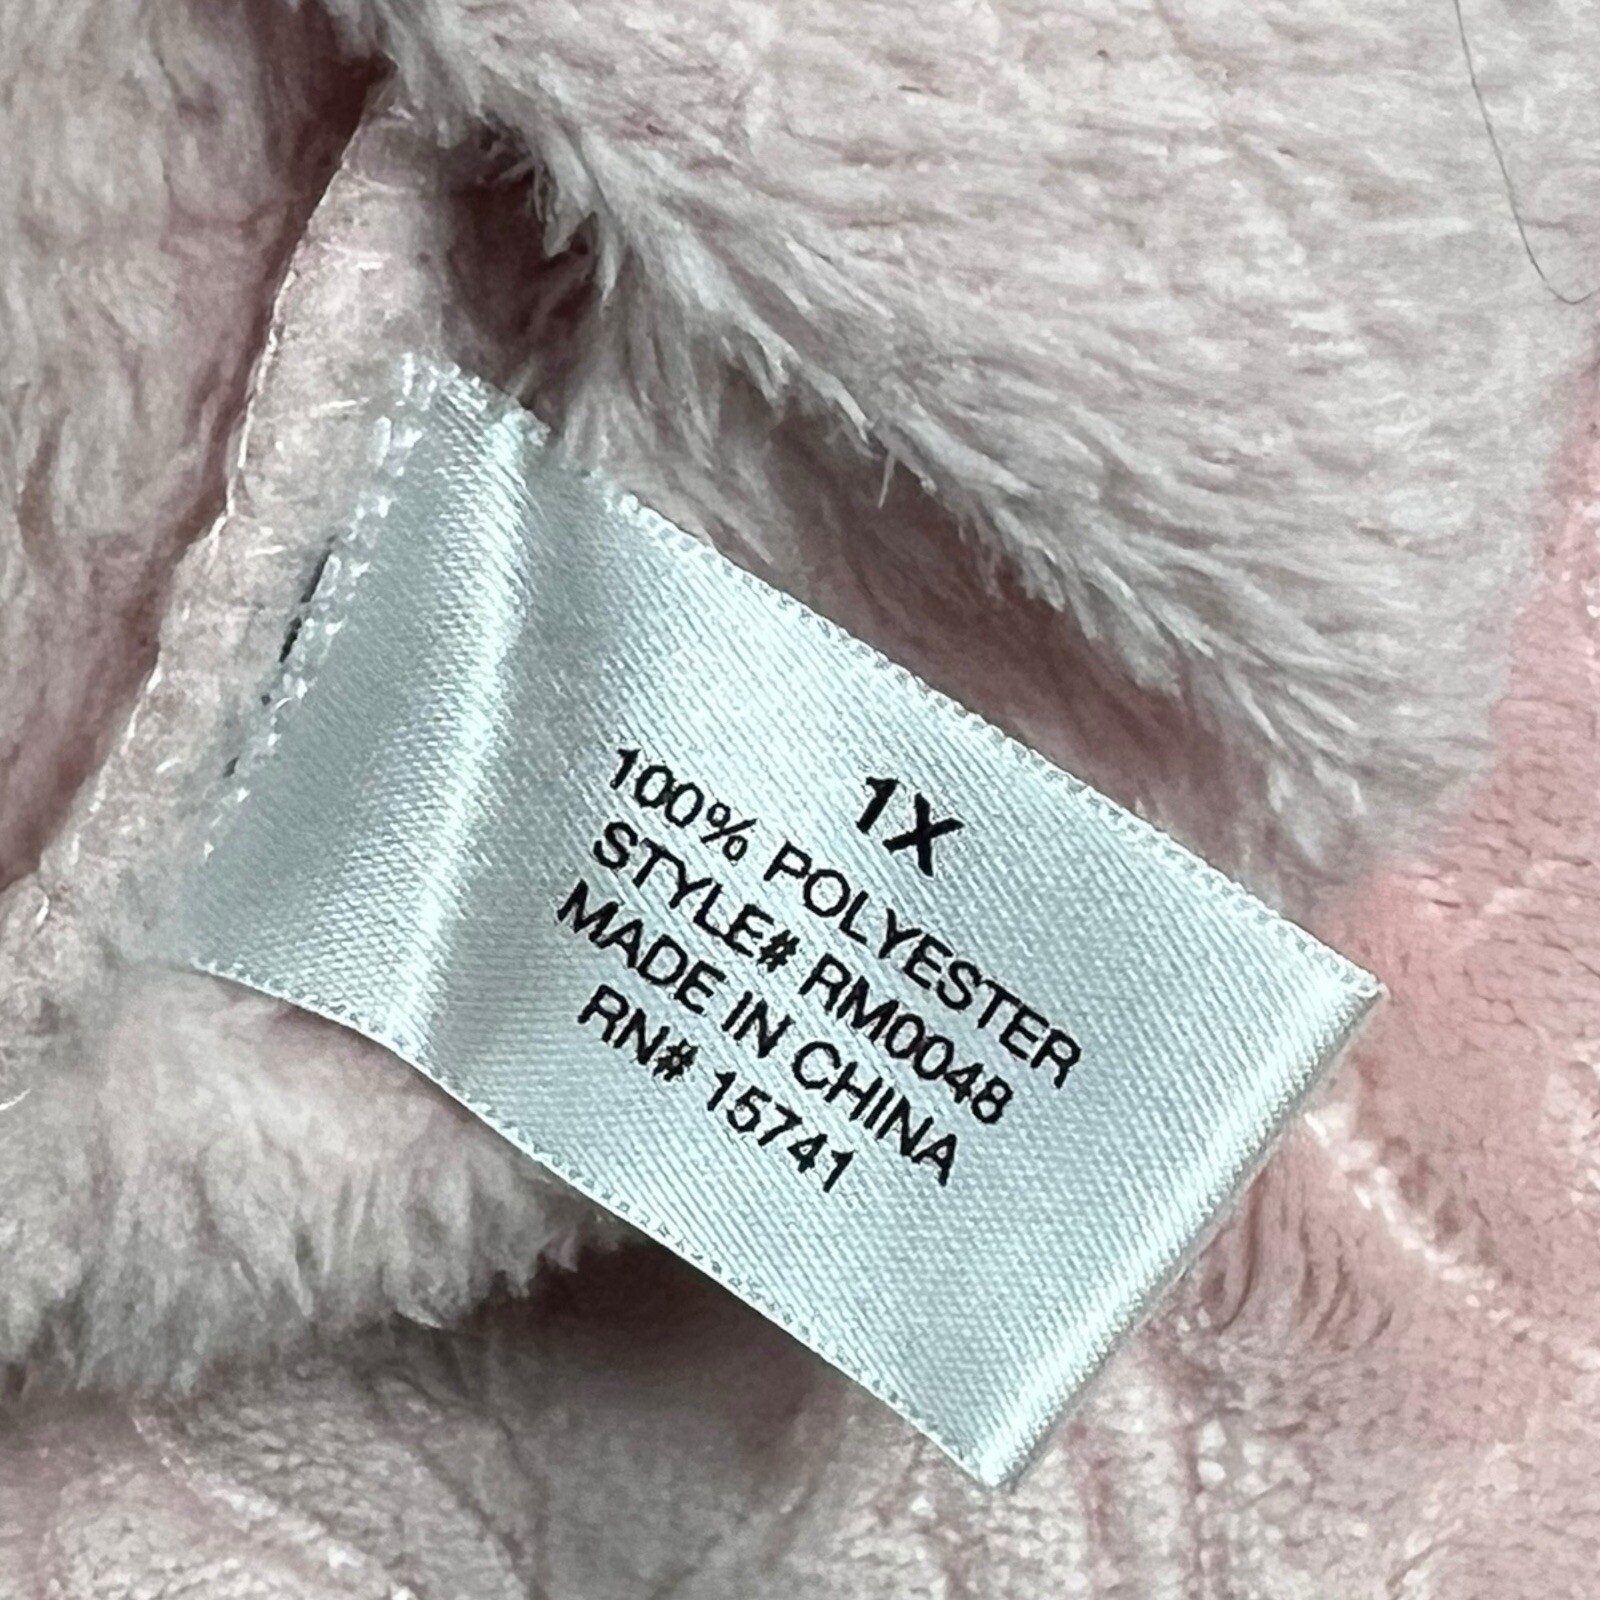 1X
100% POLYESTER
STYLE# RM0048
MADE IN CHINA
RN# 15741